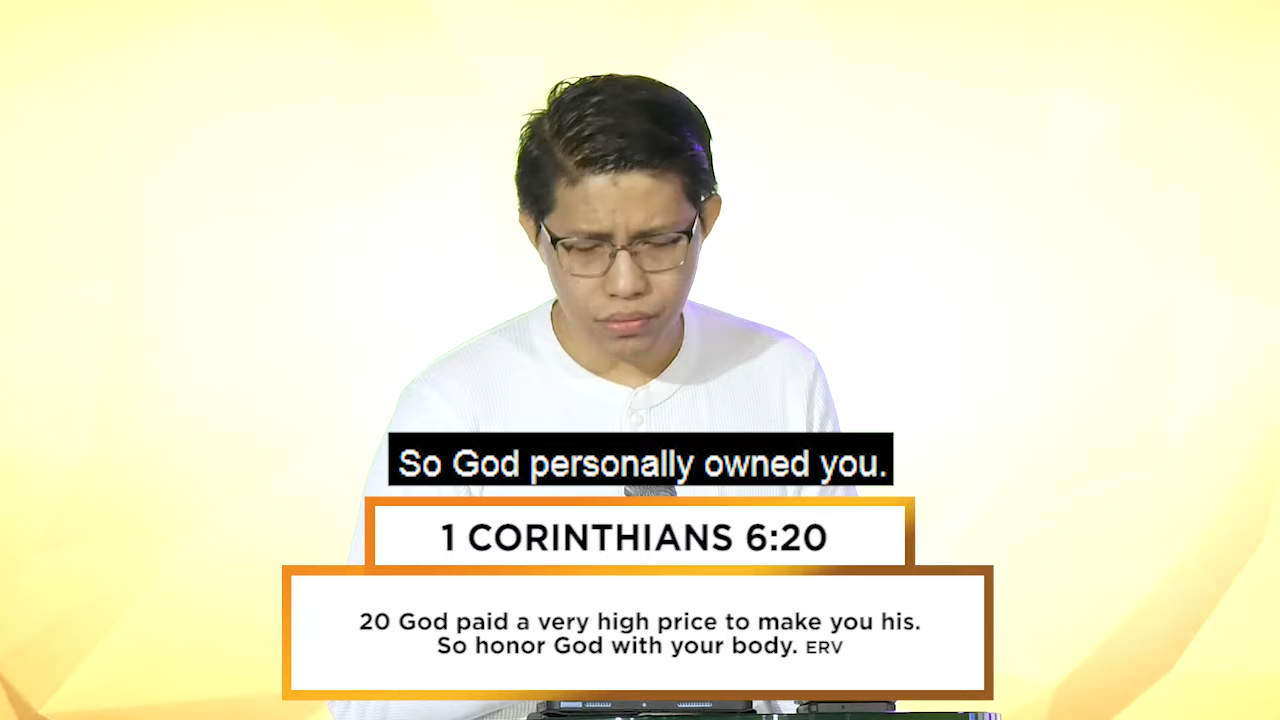 So God personally owned you.
1 CORINTHIANS 6:20
20 God paid a very high price to make you his.
So honor God with your body. ERV